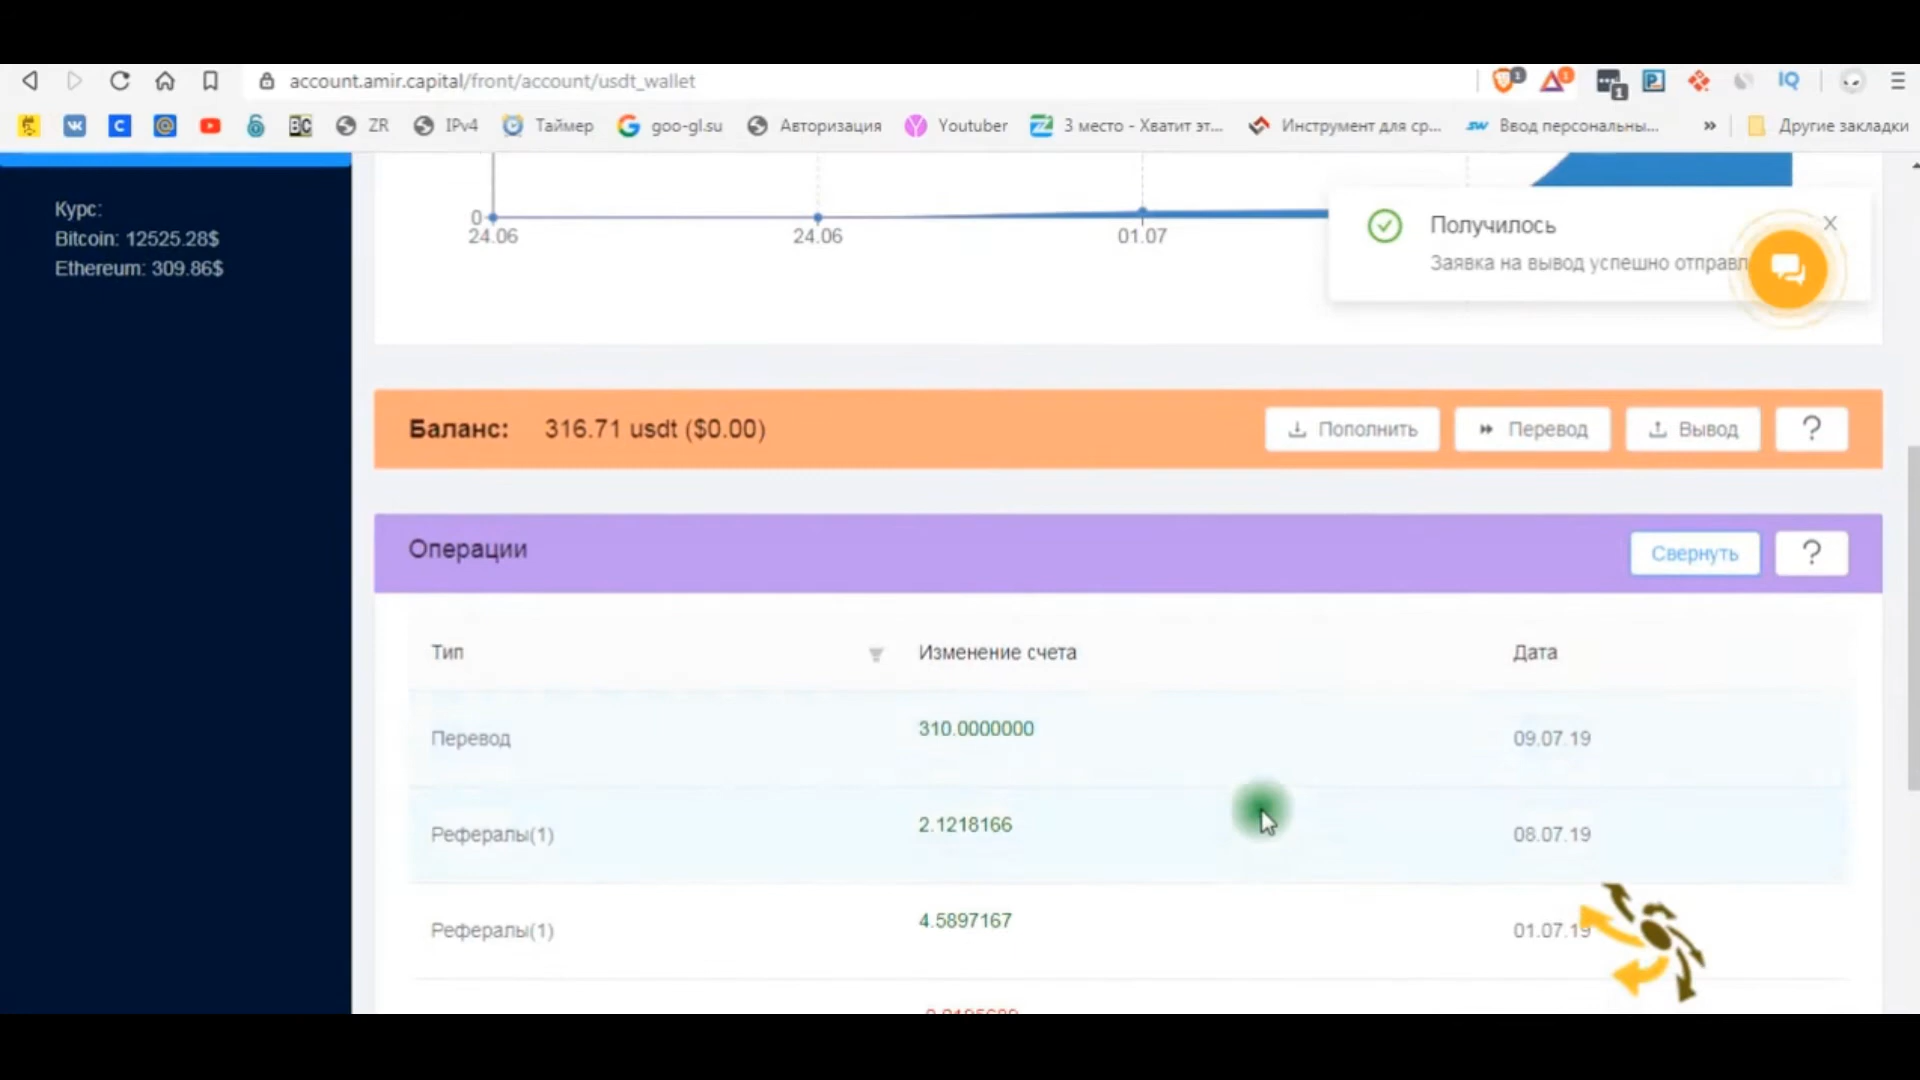 account.amir.capital/front/account/usdt_wallet
1
1
1
IQ
ZR
IPv4
Таймер
goo-gl.su
Авторизация
Youtuber
3 место - Хватит эт...
Инструмент для ср...
Ввод персональны...
»
Другие закладки
Курс:
Bitcoin: 12525.28$
Ethereum: 309.86$
0
24.06
24.06
01.07
Получилось
Заявка на вывод успешно отправл
Баланс: 316.71 usdt ($0.00)
Пополнить
Перевод
Вывод
?
Операции
Свернуть
?
Тип
Изменение счета
Дата
Перевод
310.0000000
09.07.19
Рефералы(1)
2.1218166
08.07.19
Рефералы(1)
4.5897167
01.07.19